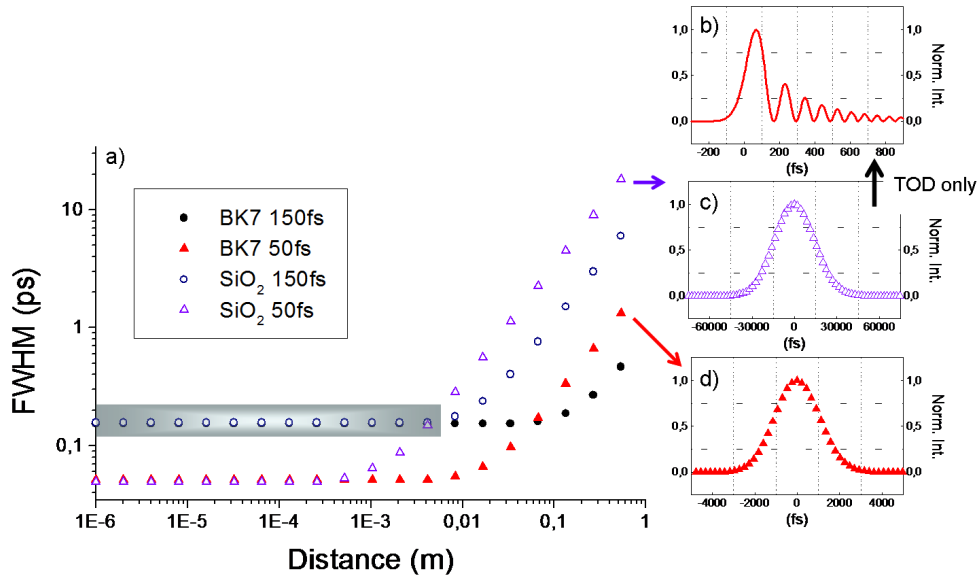 a)
BK7 150fs
BK7 50fs
SiO₂ 150fs
SiO₂ 50fs
FWHM (ps)
10
1
0,1
1E-6 1E-5 1E-4 1E-3 0,01 0,1 1
Distance (m)
b)
1,0 1,0
0,5 0,5
0,0 0,0
-200 0 200 400 600 800
(fs)
Norm. Int.
TOD only
c)
1,0 1,0
0,5 0,5
0,0 0,0
-60000 -30000 0 30000 60000
(fs)
Norm. Int.
d)
1,0 1,0
0,5 0,5
0,0 0,0
-4000 -2000 0 2000 4000
(fs)
Norm. Int.